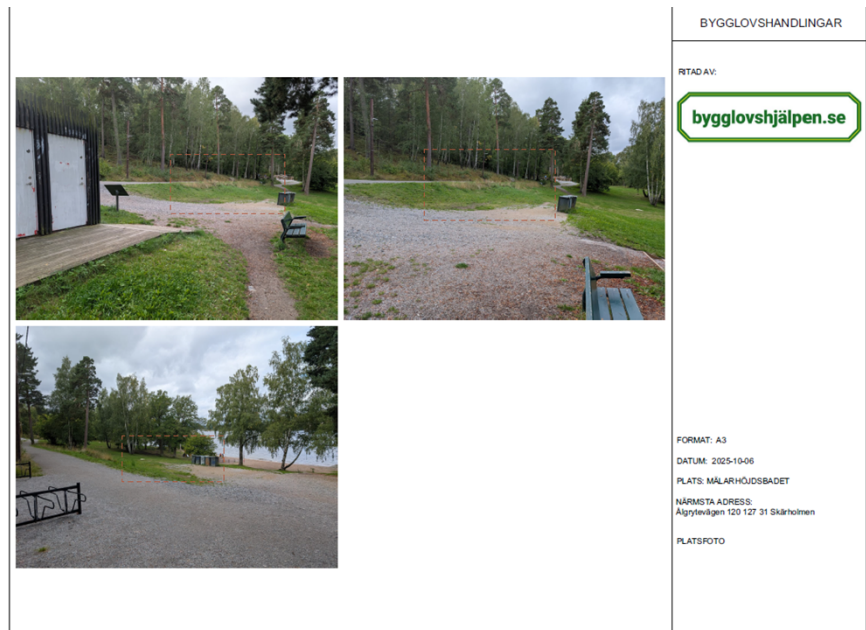 BYGGLOVSHANDLINGAR
RITAD AV:
bygglovshjälpen.se
FORMAT: A3
DATUM: 2025-10-06
PLATS: MÄLARHÖJDSBADET
NÄRMSTA ADRESS:
Ålgrytevägen 120 127 31 Skärholmen
PLATSFOTO